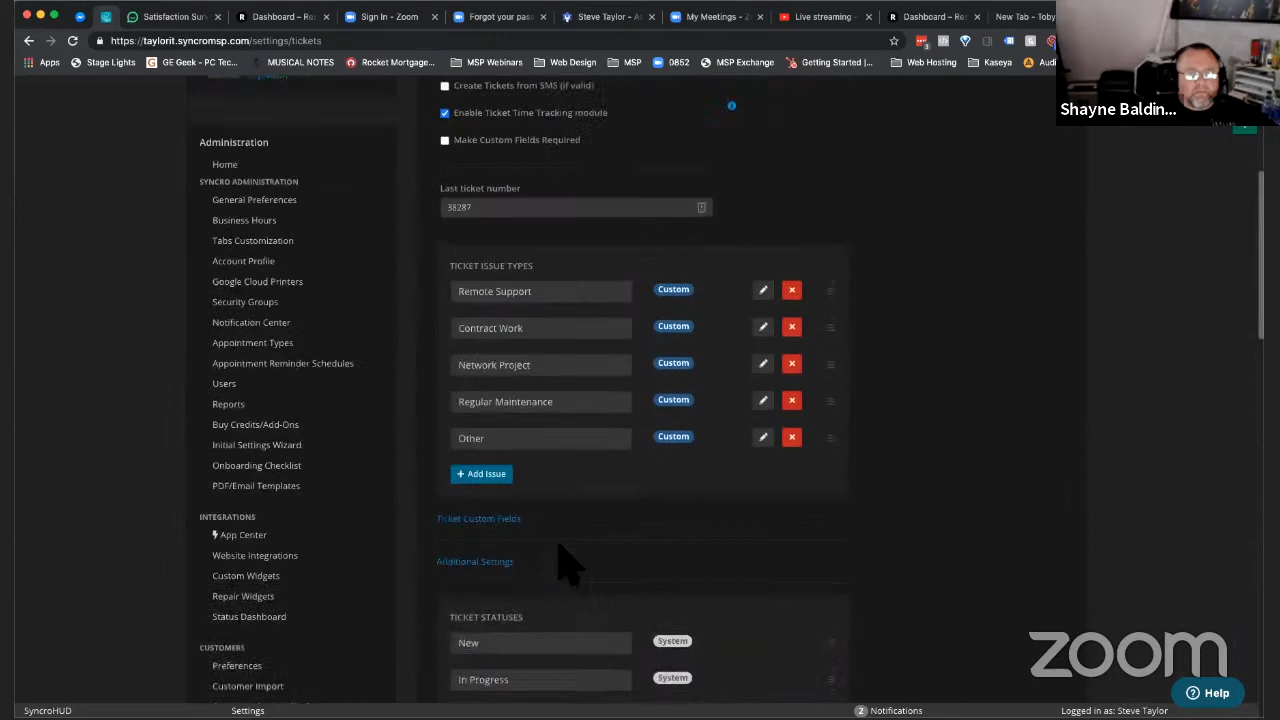 Satisfaction Sur
Dashboard – Re
Sign In - Zoom
Forgot your pas
Steve Taylor - A
My Meetings - Z
Live streaming -
Dashboard – Re
New Tab - Toby
https://taylorit.syncromsp.com/settings/tickets
Apps
Stage Lights
GE Geek - PC Tec...
MUSICAL NOTES
Rocket Mortgage...
MSP Webinars
Web Design
MSP
0852
MSP Exchange
Getting Started |...
Web Hosting
Kaseya
Shayne Baldin...
Create Tickets from SMS (if valid)
Enable Ticket Time Tracking module
Make Custom Fields Required
Last ticket number
38287
Administration
Home
SYNCRO ADMINISTRATION
General Preferences
Business Hours
Tabs Customization
Account Profile
Google Cloud Printers
Security Groups
Notification Center
Appointment Types
Appointment Reminder Schedules
Users
Reports
Buy Credits/Add-Ons
Initial Settings Wizard
Onboarding Checklist
PDF/Email Templates
INTEGRATIONS
App Center
Website Integrations
Custom Widgets
Repair Widgets
Status Dashboard
CUSTOMERS
Preferences
Customer Import
TICKET ISSUE TYPES
Remote Support Custom
Contract Work Custom
Network Project Custom
Regular Maintenance Custom
Other Custom
+ Add Issue
Ticket Custom Fields
Additional Settings
TICKET STATUSES
New System
In Progress System
zoom
Help
SyncroHUD
Settings
2 Notifications
Logged in as: Steve Taylor